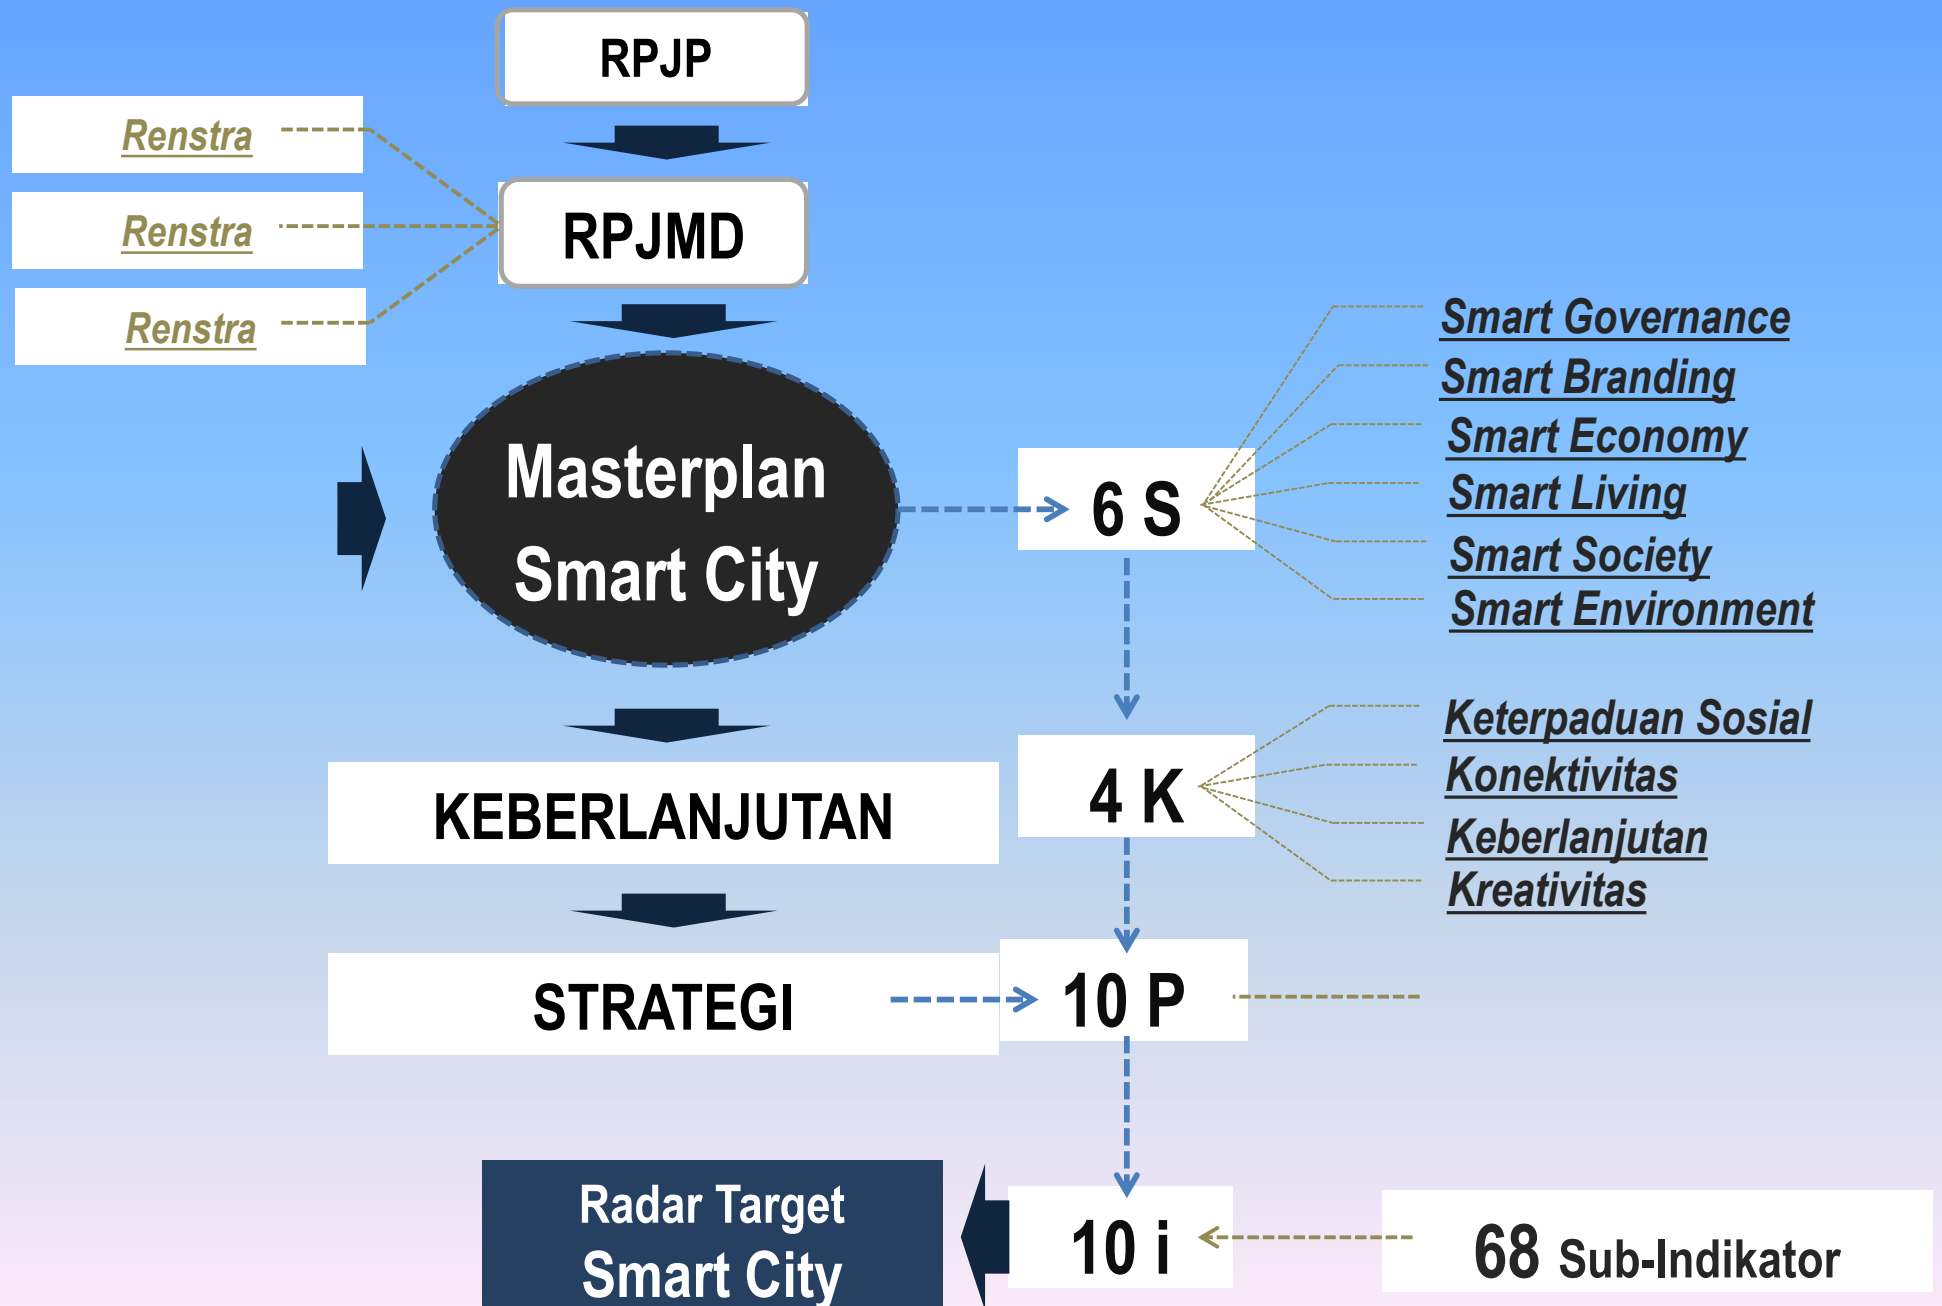 RPJP
Renstra
Renstra
Renstra
RPJMD
Masterplan
Smart City
6 S
Smart Governance
Smart Branding
Smart Economy
Smart Living
Smart Society
Smart Environment
KEBERLANJUTAN
4 K
Keterpaduan Sosial
Konektivitas
Keberlanjutan
Kreativitas
STRATEGI
10 P
Radar Target
Smart City
10 i
68 Sub-Indikator